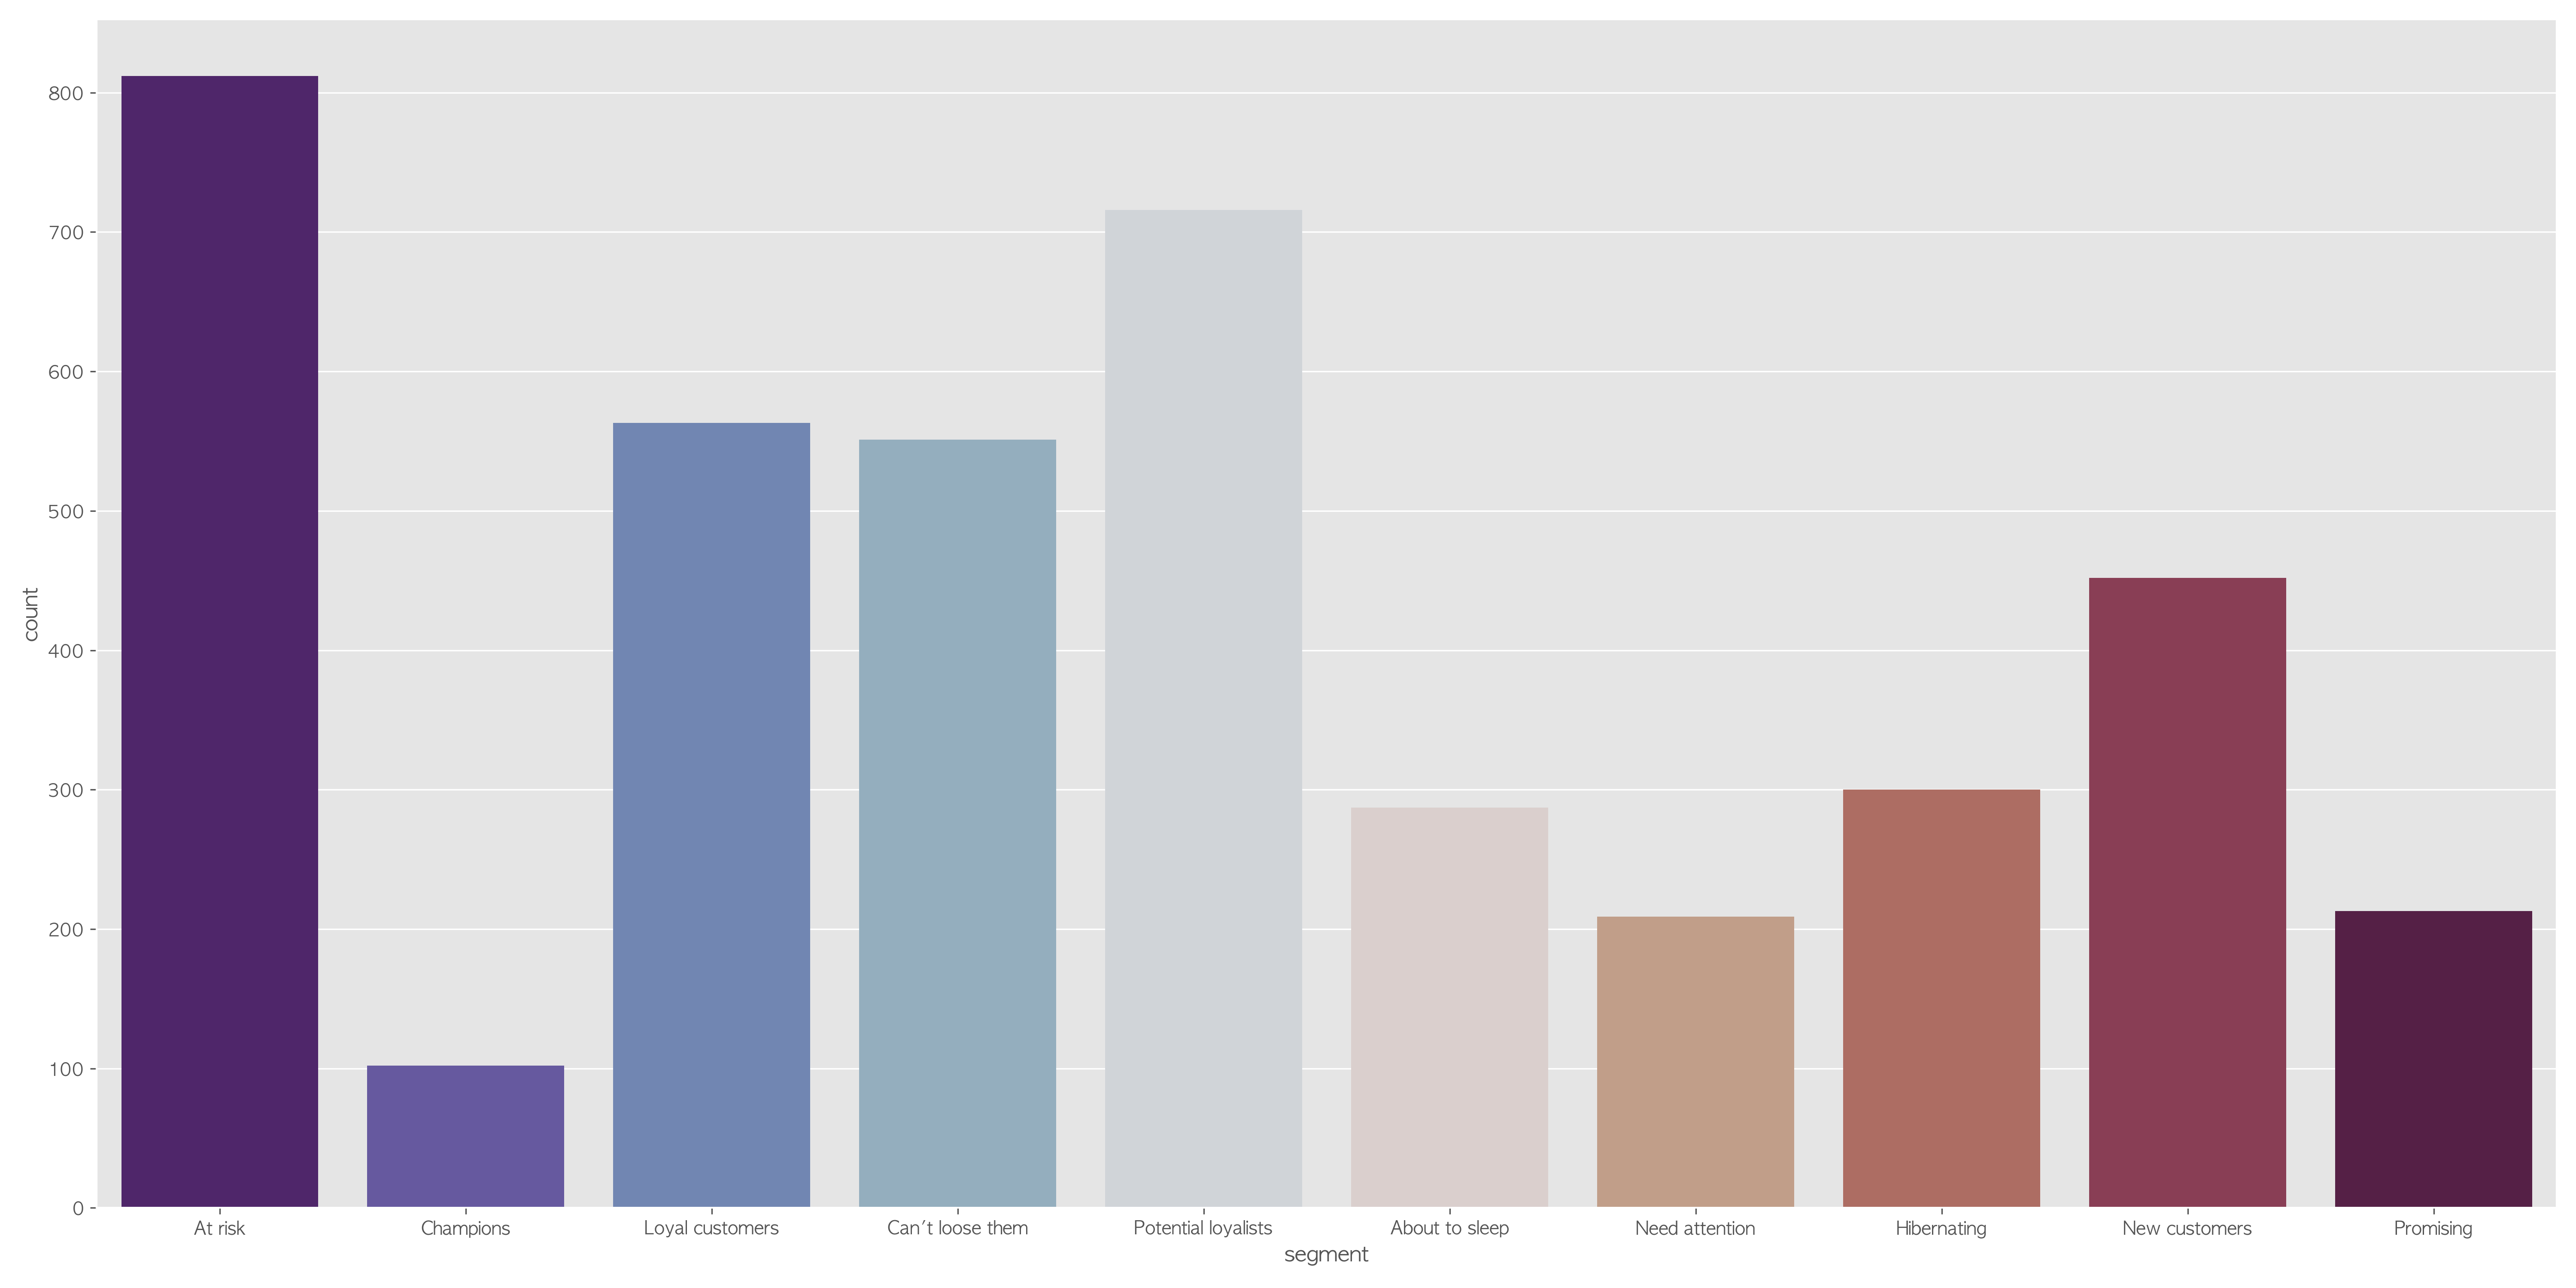 800
700
600
500
400
300
200
100
0
count
At risk
Champions
Loyal customers
Can't loose them
Potential loyalists
About to sleep
Need attention
Hibernating
New customers
Promising
segment